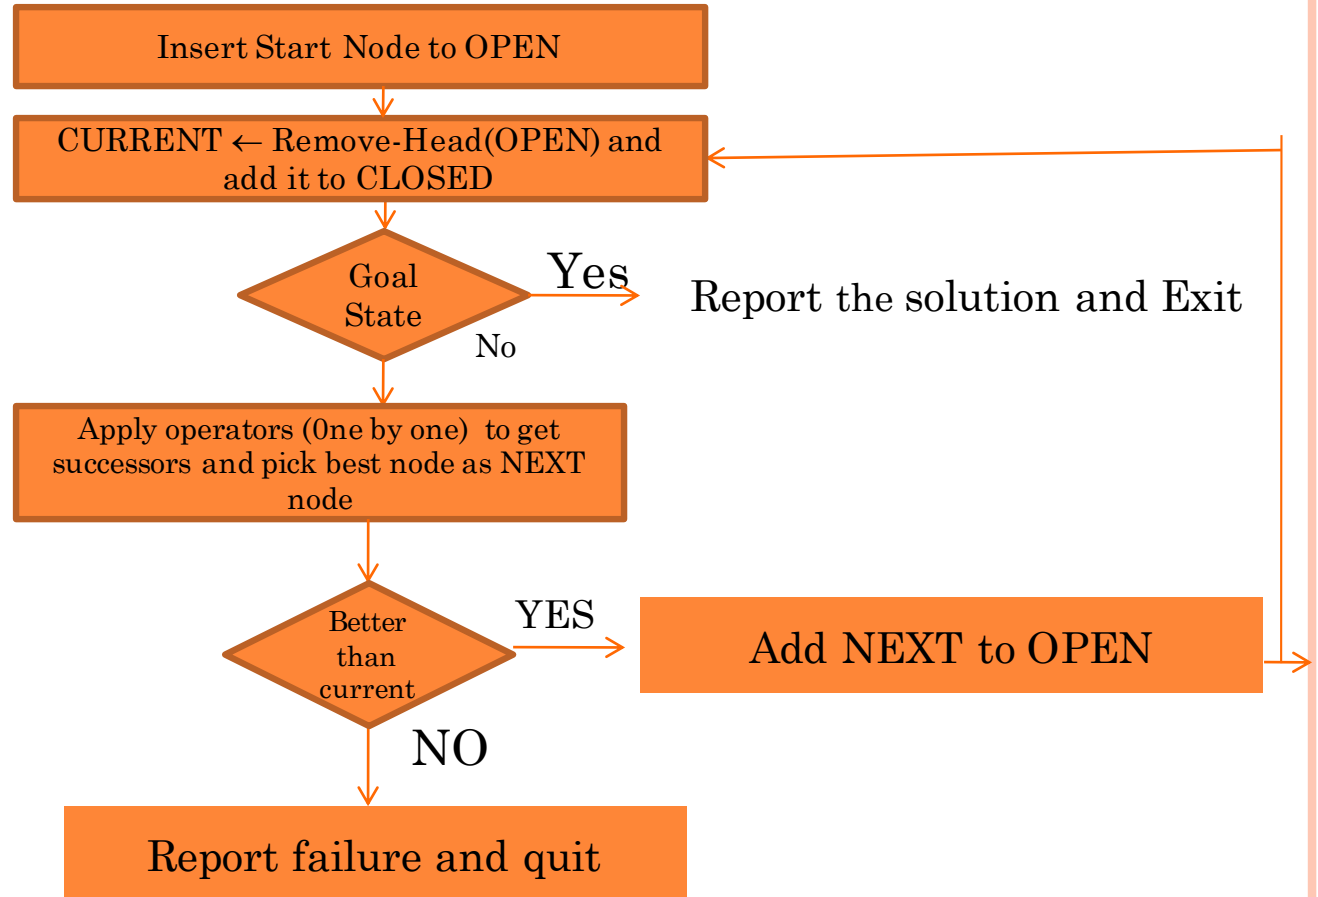 Insert Start Node to OPEN
CURRENT ← Remove-Head(OPEN) and
add it to CLOSED
Goal
State
Yes
Report the solution and Exit
No
Apply operators (0ne by one) to get
successors and pick best node as NEXT
node
Better
than
current
YES
Add NEXT to OPEN
NO
Report failure and quit